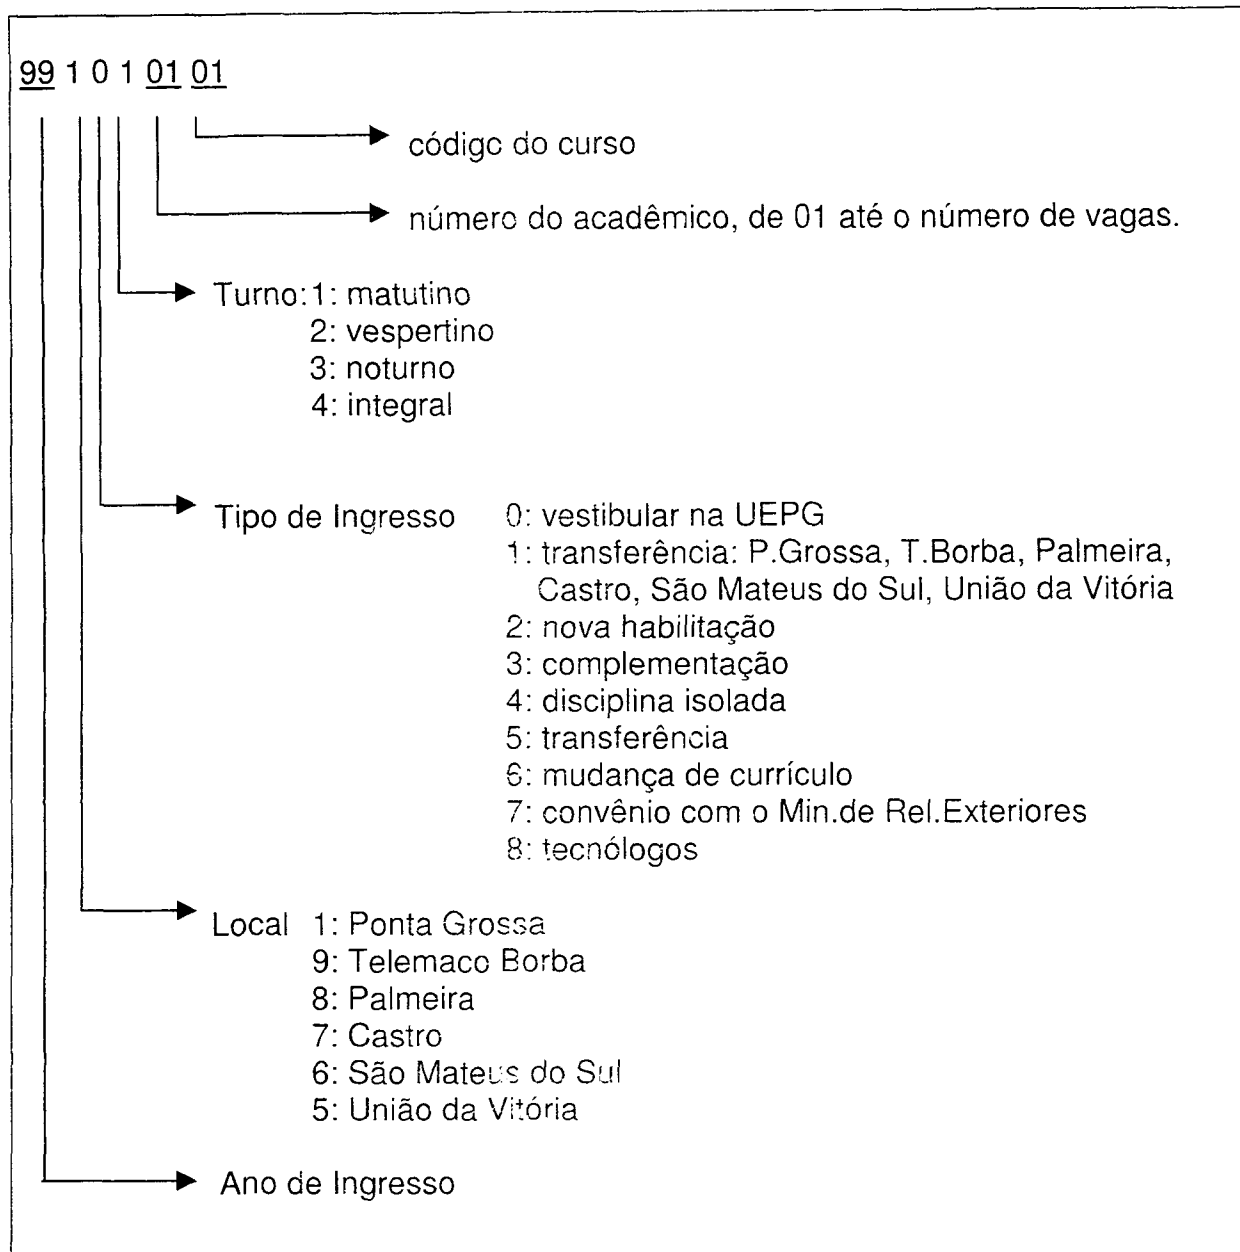 99 1 0 1 01 01
código do curso
número do acadêmico, de 01 até o número de vagas.
Turno: 1: matutino
2: vespertino
3: noturno
4: integral
Tipo de Ingresso 0: vestibular na UEPG
1: transferência: P.Grossa, T.Borba, Palmeira,
Castro, São Mateus do Sul, União da Vitória
2: nova habilitação
3: complementação
4: disciplina isolada
5: transferência
6: mudança de currículo
7: convênio com o Min.de Rel.Exteriores
8: tecnólogos
Local 1: Ponta Grossa
9: Telemaco Borba
8: Palmeira
7: Castro
6: São Mateus do Sul
5: União da Vitória
Ano de Ingresso